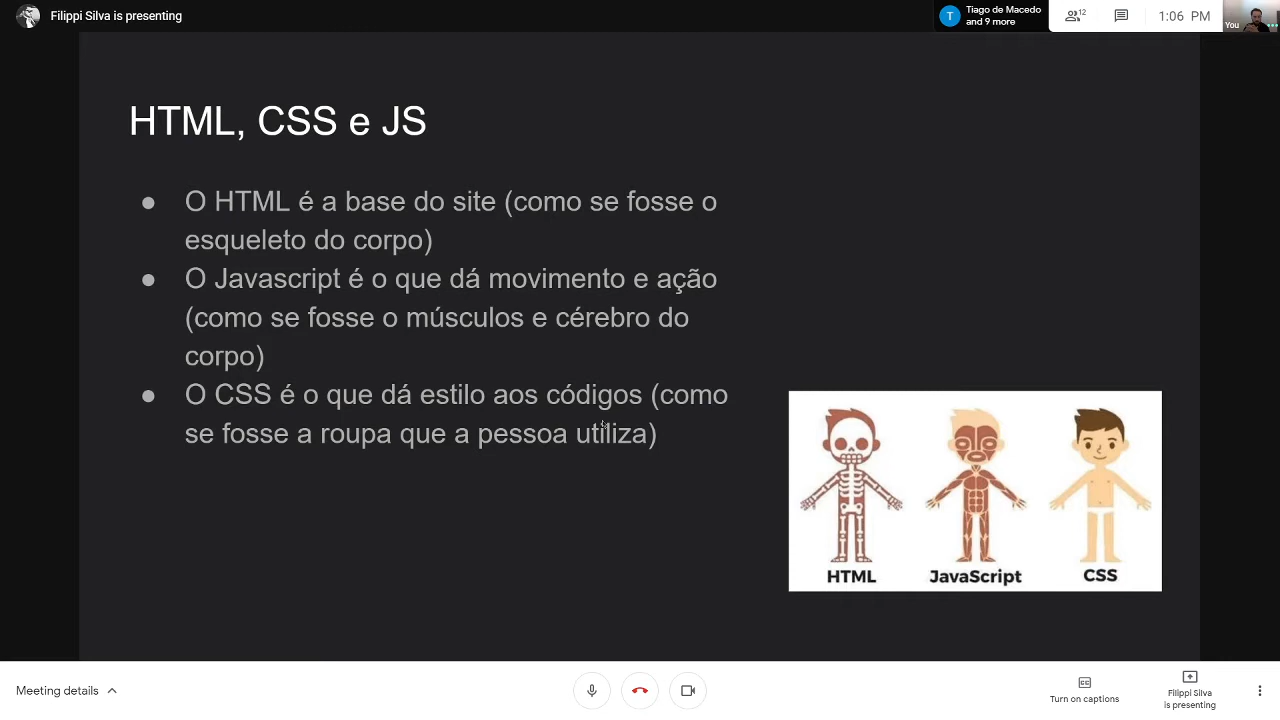 Filippi Silva is presenting
T
Tiago de Macedo
and 9 more
12
1:06 PM
You
HTML, CSS e JS
● O HTML é a base do site (como se fosse o
esqueleto do corpo)
● O Javascript é o que dá movimento e ação
(como se fosse o músculos e cérebro do
corpo)
● O CSS é o que dá estilo aos códigos (como
se fosse a roupa que a pessoa utiliza)
HTML
JavaScript
CSS
Meeting details
CC
Turn on captions
Filippi Silva
is presenting